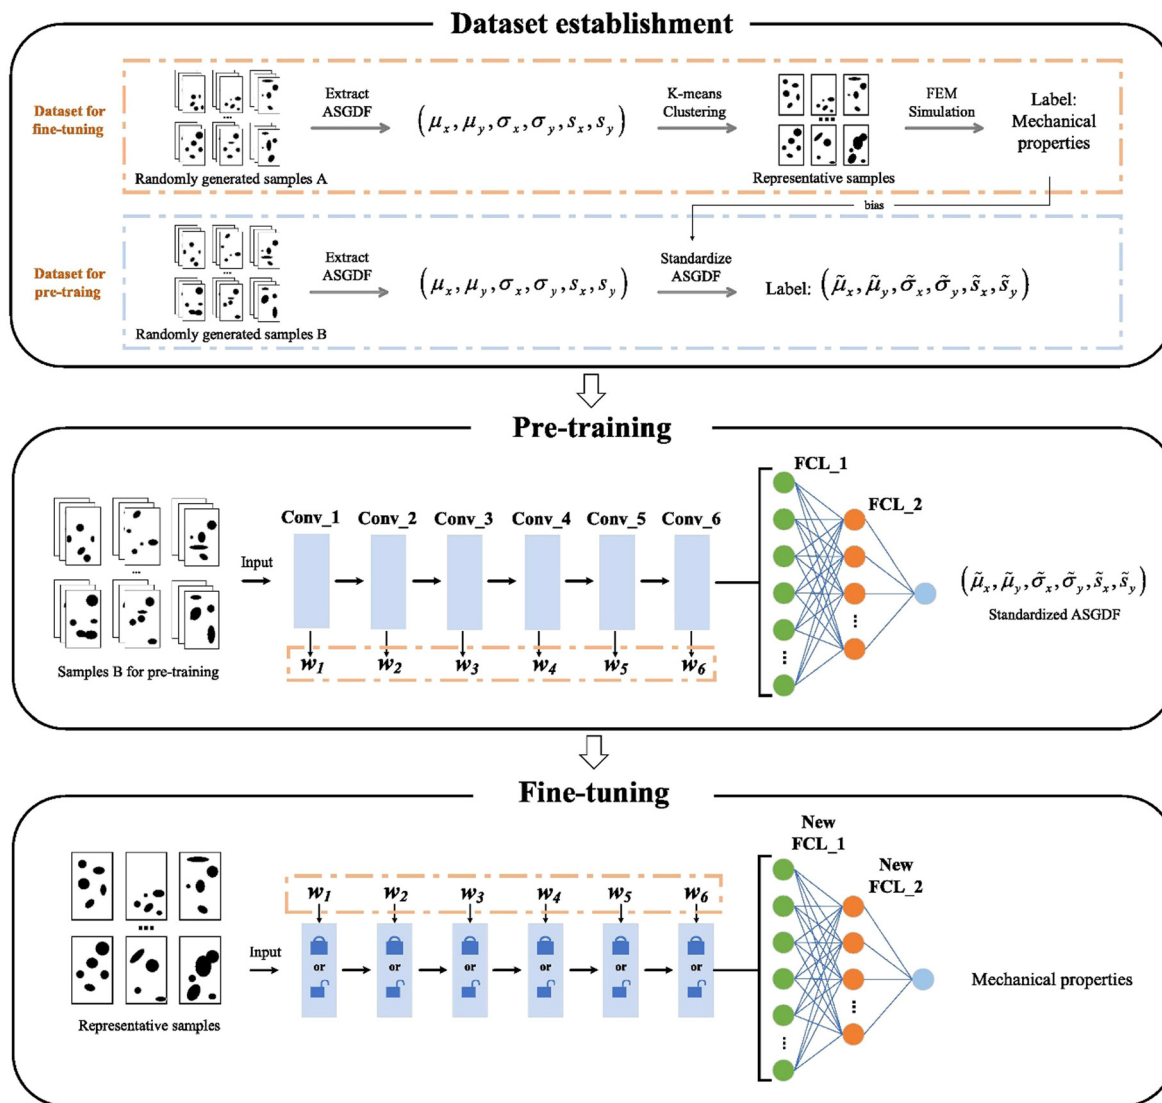 Dataset establishment
Dataset for
fine-tuning
Randomly generated samples A
Extract
ASGDF
(μx, μy, σx, σy, sx, sy)
K-means
Clustering
Representative samples
FEM
Simulation
Label:
Mechanical
properties
bias
Dataset for
pre-traing
Randomly generated samples B
Extract
ASGDF
(μx, μy, σx, σy, sx, sy)
Standardize
ASGDF
Label: (μ̃x, μ̃y, σ̃x, σ̃y, s̃x, s̃y)
Pre-training
Samples B for pre-training
Input
Conv_1 Conv_2 Conv_3 Conv_4 Conv_5 Conv_6
w1 w2 w3 w4 w5 w6
FCL_1
FCL_2
(μ̃x, μ̃y, σ̃x, σ̃y, s̃x, s̃y)
Standardized ASGDF
Fine-tuning
Representative samples
Input
w1 w2 w3 w4 w5 w6
or or or or or or
New
FCL_1
New
FCL_2
Mechanical properties